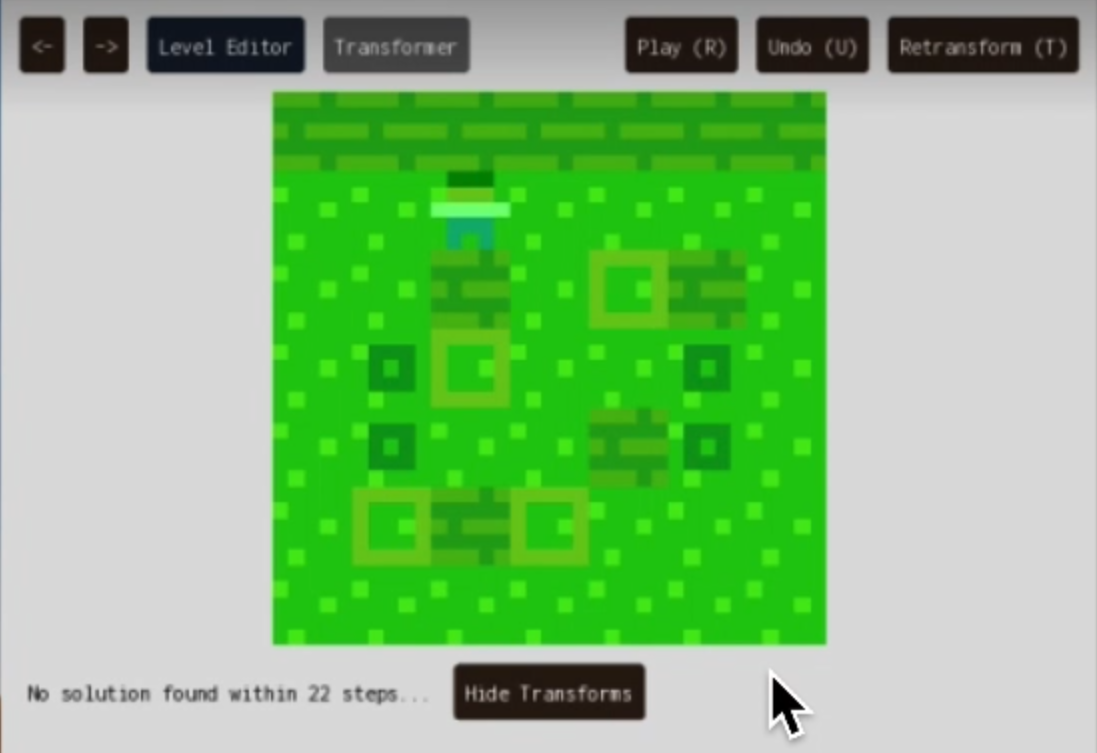 <- -> Level Editor Transformer Play (R) Undo (U) Retransform (T)
No solution found within 22 steps... Hide Transforms